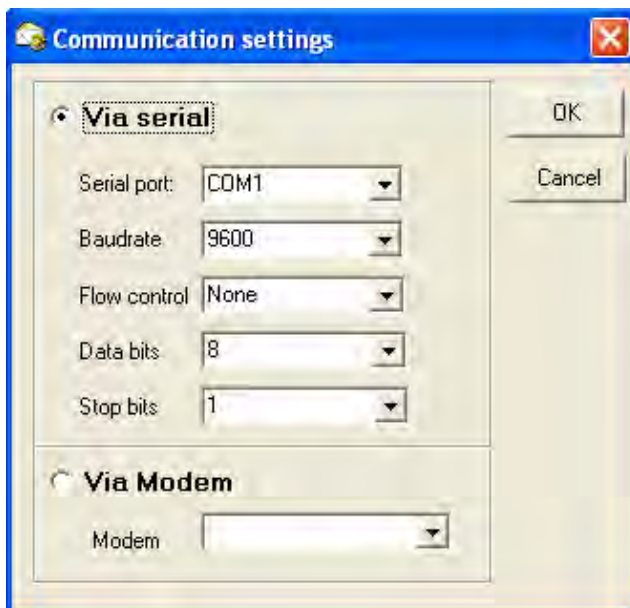 Communication settings
Via serial
OK
Serial port: COM1
Cancel
Baudrate 9600
Flow control None
Data bits 8
Stop bits 1
Via Modem
Modem